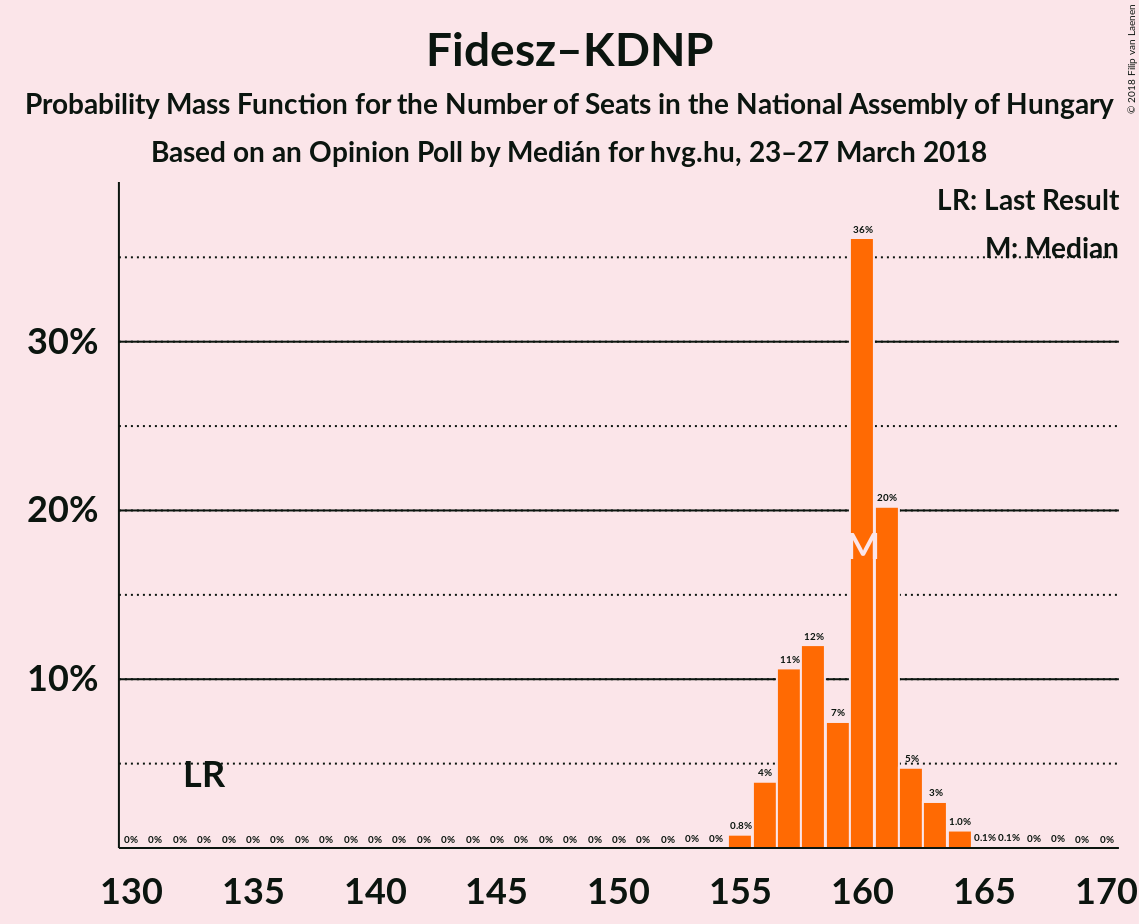 Fidesz–KDNP
Probability Mass Function for the Number of Seats in the National Assembly of Hungary
Based on an Opinion Poll by Medián for hvg.hu, 23–27 March 2018
© 2018 Filip van Laenen
LR: Last Result
M: Median
36%
30%
20%
20%
M
12%
11%
10%
7%
LR
5%
4%
3%
0.8%
1.0%
0% 0% 0% 0% 0% 0% 0% 0% 0% 0% 0% 0% 0% 0% 0% 0% 0% 0% 0% 0% 0% 0% 0% 0% 0% 0.1% 0.1% 0% 0% 0% 0%
130 135 140 145 150 155 160 165 170